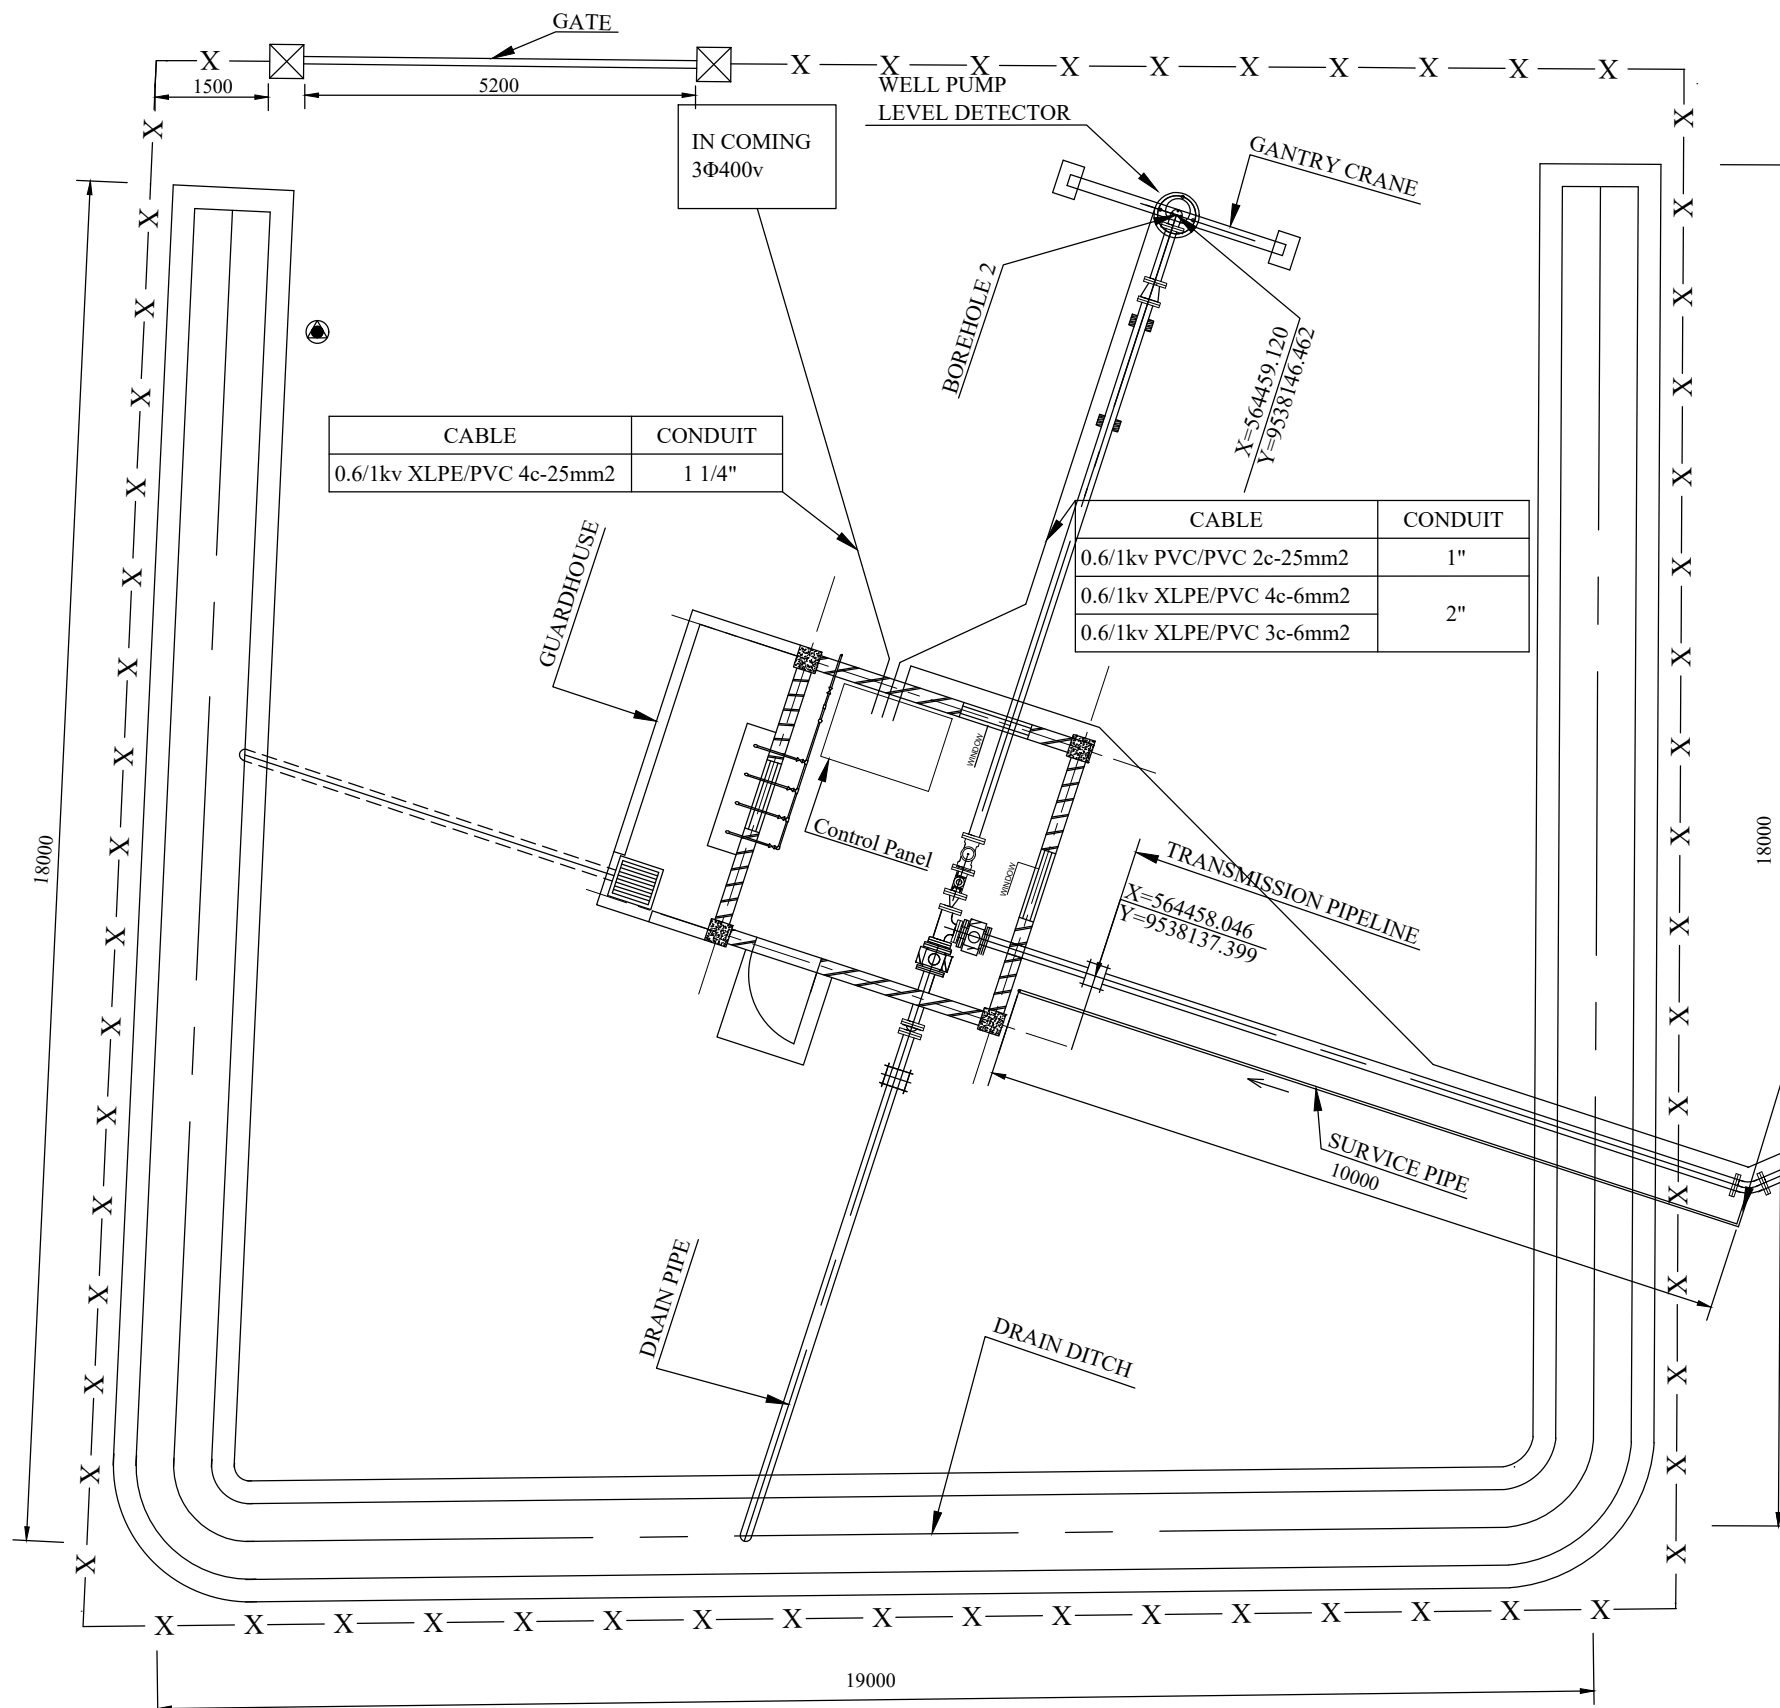 GATE
1500
5200
WELL PUMP
LEVEL DETECTOR
IN COMING
3Φ400v
GANTRY CRANE
BOREHOLE 2
X=564459.120
Y=9538146.462
CABLE CONDUIT
0.6/1kv XLPE/PVC 4c-25mm2 1 1/4"
CABLE CONDUIT
0.6/1kv PVC/PVC 2c-25mm2 1"
0.6/1kv XLPE/PVC 4c-6mm2
2"
0.6/1kv XLPE/PVC 3c-6mm2
GUARDHOUSE
WINDOW
Control Panel
WINDOW
TRANSMISSION PIPELINE
X=564458.046
Y=9538137.399
18000
18000
SURVICE PIPE
10000
DRAIN PIPE
DRAIN DITCH
19000